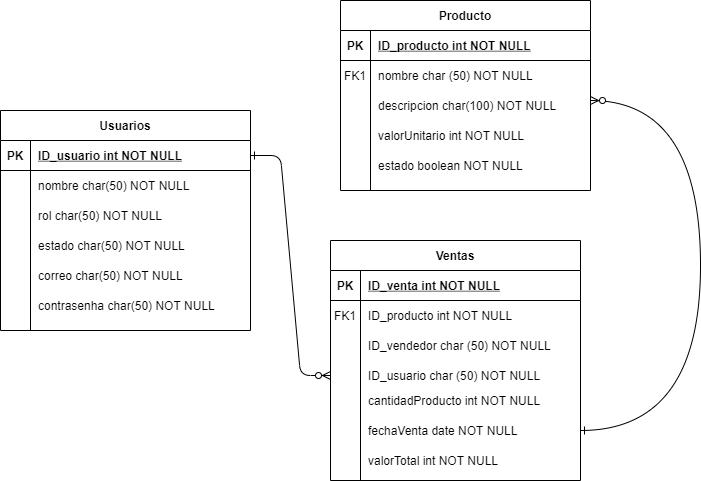 Producto
PK ID_producto int NOT NULL
FK1 nombre char (50) NOT NULL
descripcion char(100) NOT NULL
valorUnitario int NOT NULL
estado boolean NOT NULL
Usuarios
PK ID_usuario int NOT NULL
nombre char(50) NOT NULL
rol char(50) NOT NULL
estado char(50) NOT NULL
correo char(50) NOT NULL
contrasenha char(50) NOT NULL
Ventas
PK ID_venta int NOT NULL
FK1 ID_producto int NOT NULL
ID_vendedor char (50) NOT NULL
ID_usuario char (50) NOT NULL
cantidadProducto int NOT NULL
fechaVenta date NOT NULL
valorTotal int NOT NULL